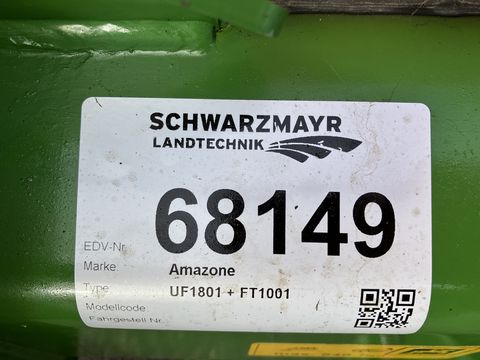 SCHWARZMAYR
LANDTECHNIK
68149
EDV-Nr.
Marke: Amazone
Type: UF1801 + FT1001
Modellcode:
Fahrgestell Nr.